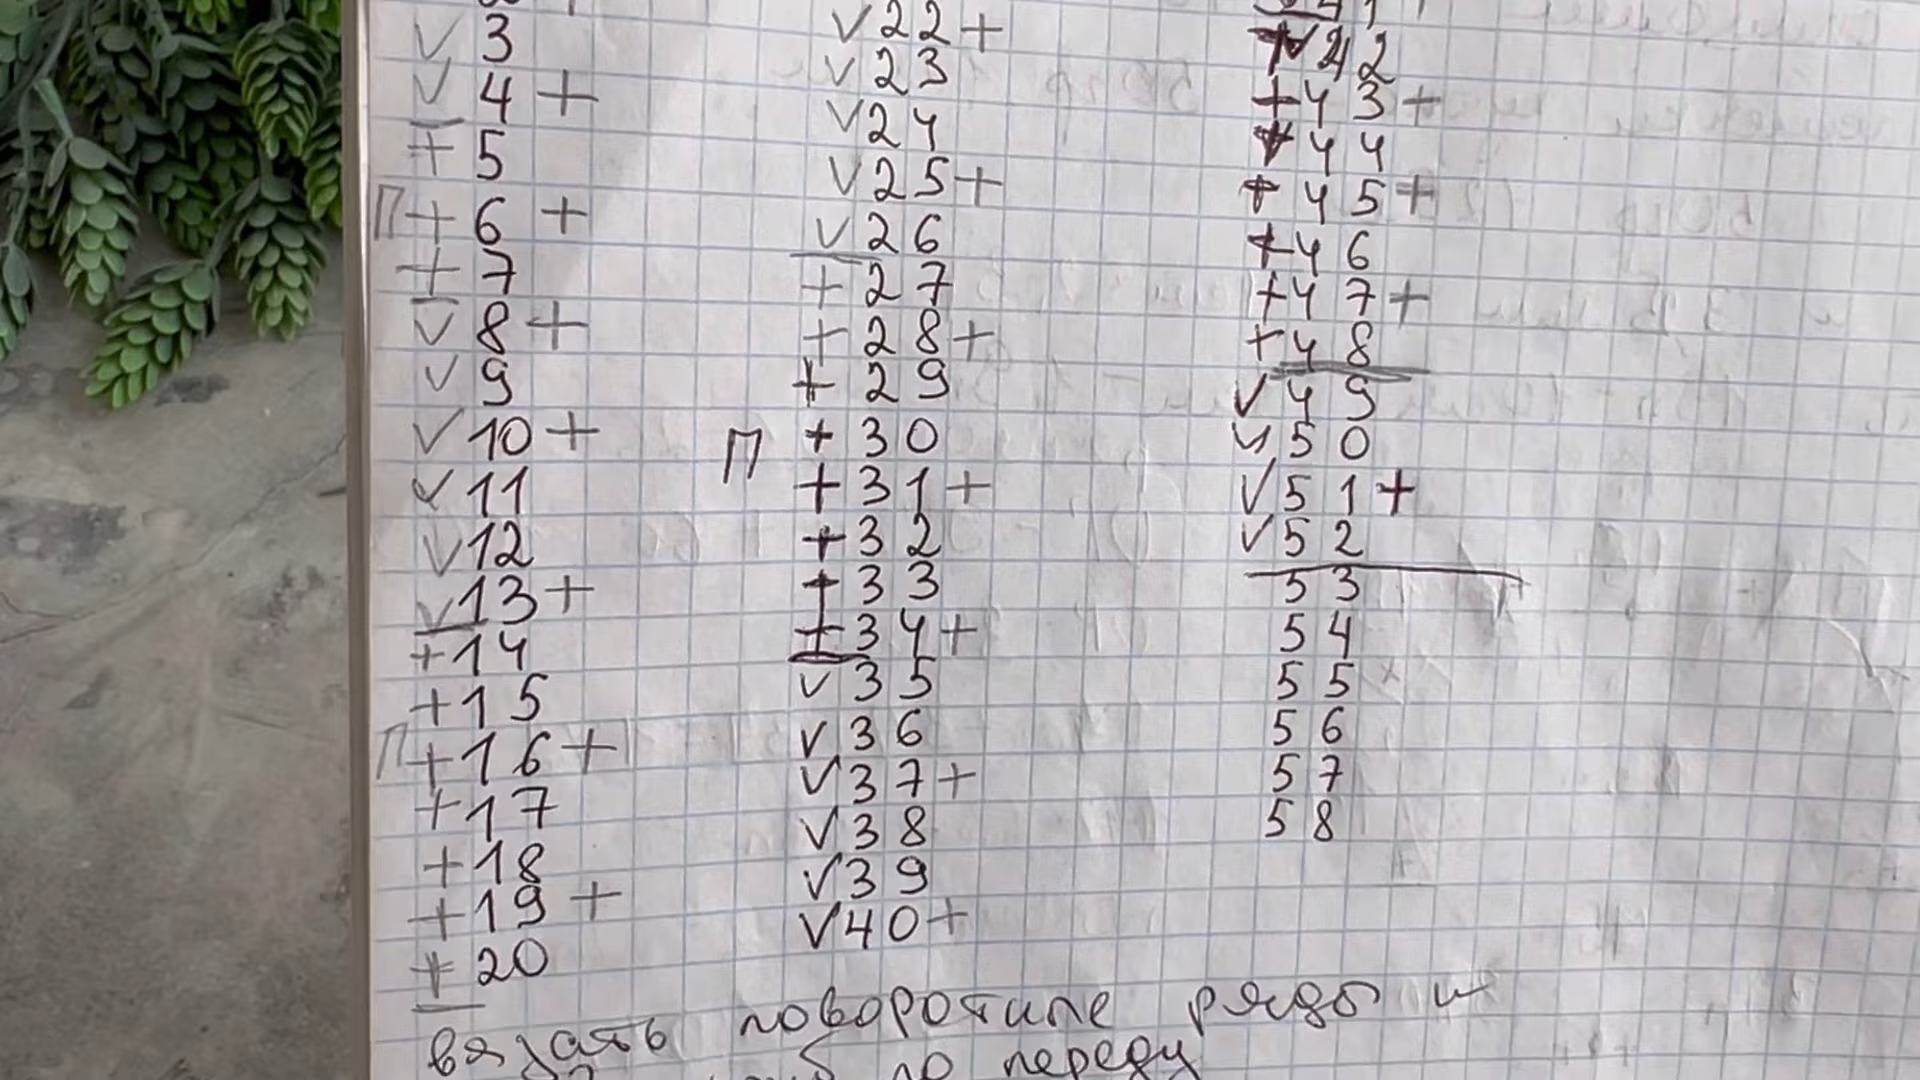 √ 3
√ 4 +
+ 5
П + 6 +
+ 7
√ 8 +
√ 9
√ 10 +
√ 11
√ 12
√ 13 +
+ 14
+ 15
П + 16 +
+ 17
+ 18
+ 19 +
+ 20
√ 22 +
√ 23
√ 24
√ 25 +
√ 26
+ 27
+ 28 +
+ 29
П + 30
+ 31 +
+ 32
+ 33
+ 34 +
√ 35
√ 36
√ 37 +
√ 38
√ 39
√ 40 +
41
+√ 42
+ 43 +
+ 44
+ 45 +
+ 46
+ 47 +
+ 48
√ 49
√ 50
√ 51 +
√ 52
53
54
55
56
57
58
вязать поворотные ряды и
по переду